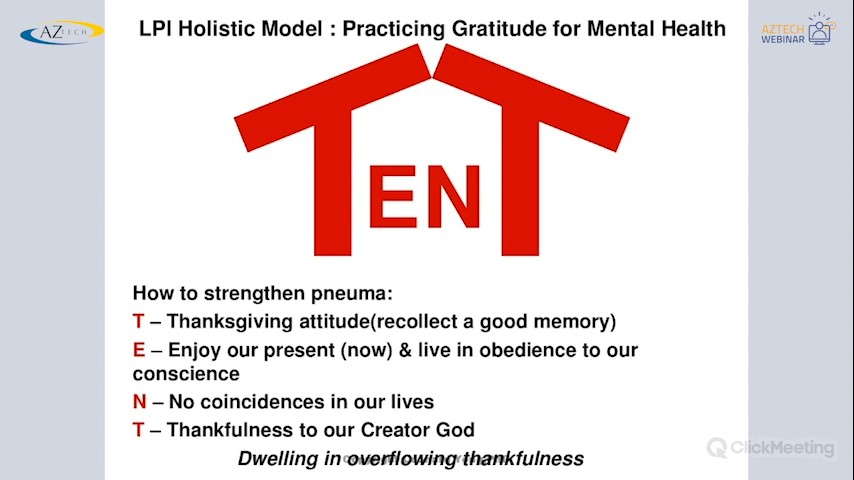 AZTECH
LPI Holistic Model : Practicing Gratitude for Mental Health
AZTECH
WEBINAR
TENT
How to strengthen pneuma:
T – Thanksgiving attitude(recollect a good memory)
E – Enjoy our present (now) & live in obedience to our
conscience
N – No coincidences in our lives
T – Thankfulness to our Creator God
Dwelling in overflowing thankfulness
ClickMeeting